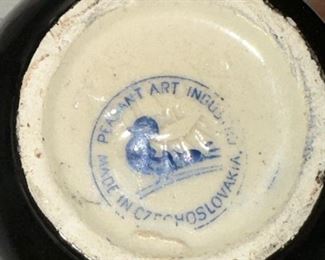 PEASANT ART INDUSTRY
MADE IN CZECHOSLOVAKIA.